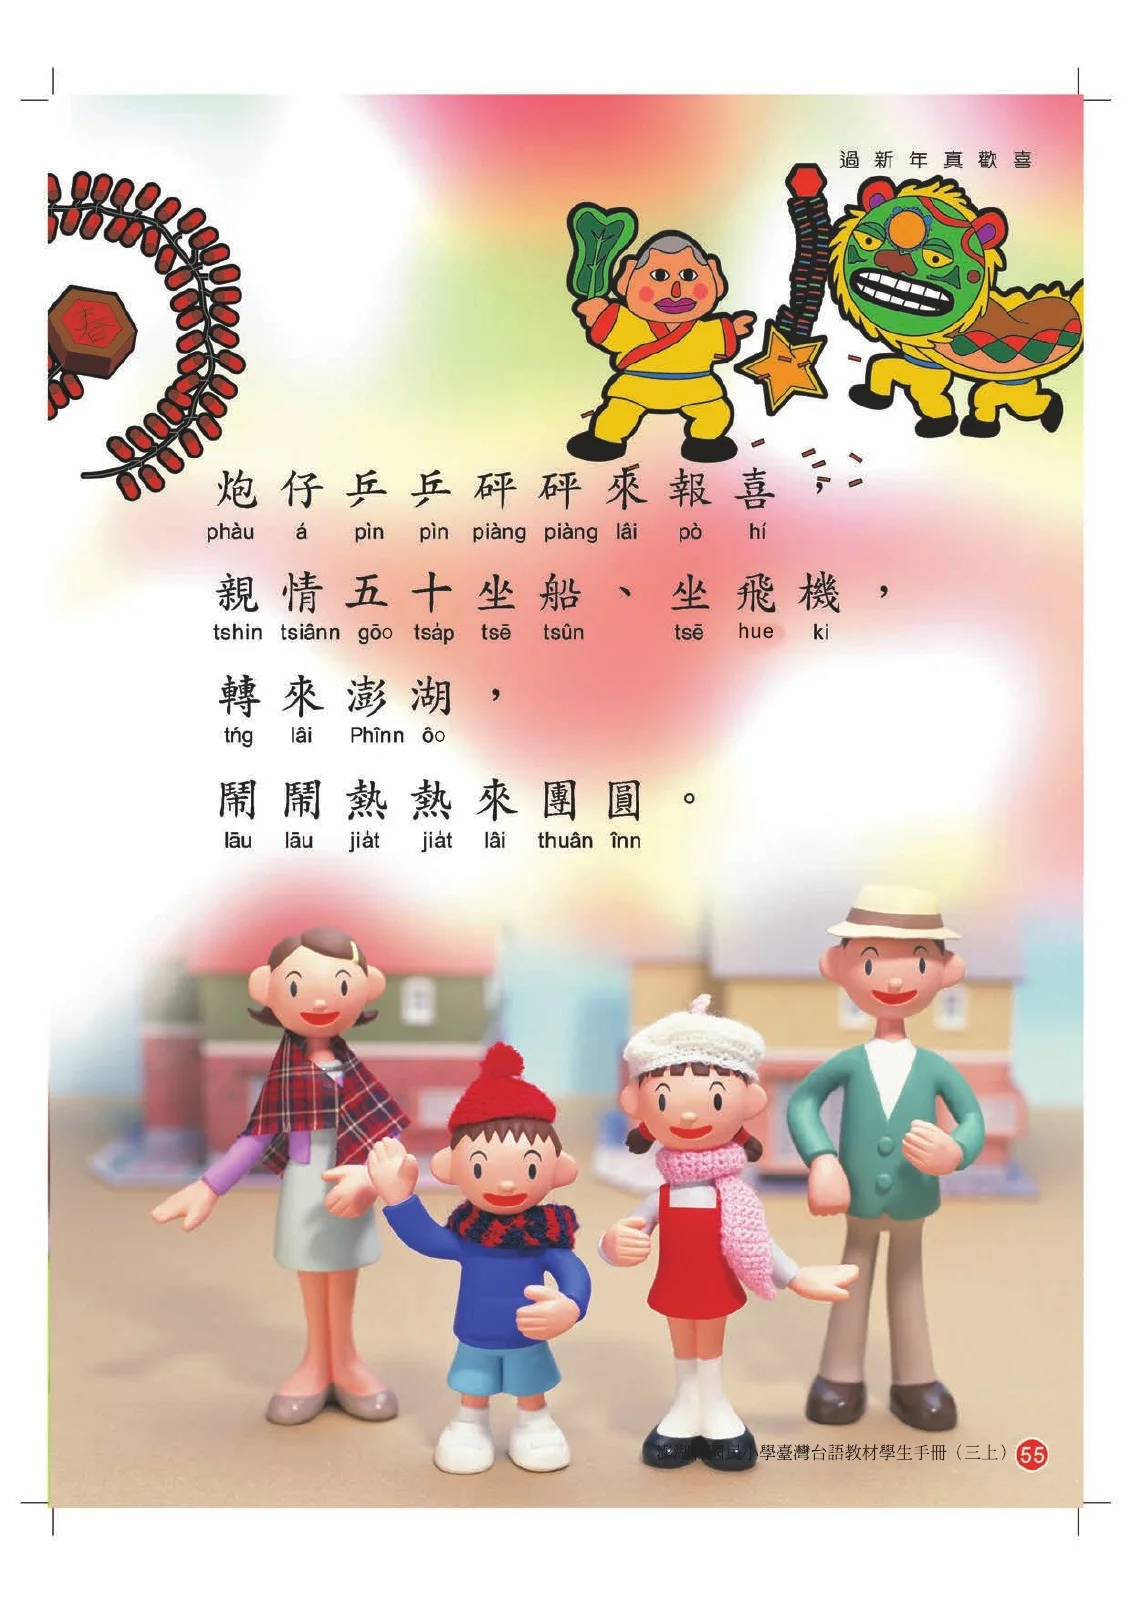 過新年真歡喜
炮仔乒乒砰砰來報喜，
phàu á pìn pìn piàng piàng lâi pò hí
親情五十坐船、坐飛機，
tshin tsiânn gōo tsa̍p tsē tsûn tsē hue ki
轉來澎湖，
tńg lâi Phînn ôo
鬧鬧熱熱來團圓。
lāu lāu jia̍t jia̍t lâi thuân înn
國民小學臺灣台語教材學生手冊（三上）55